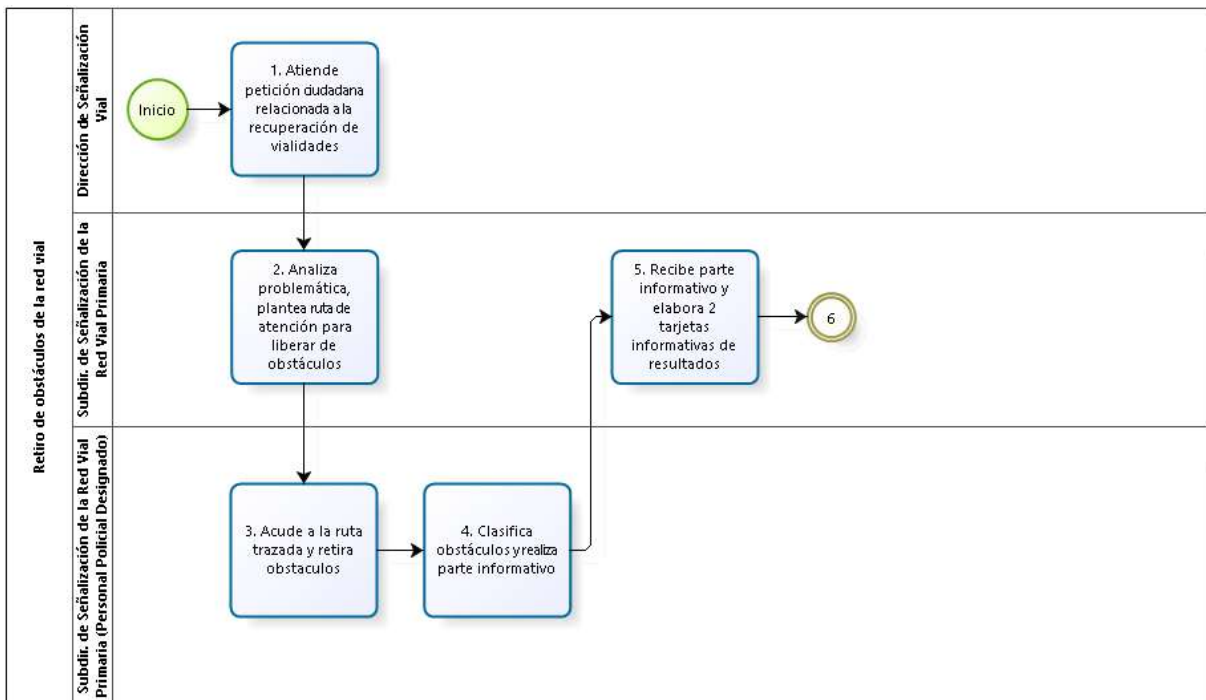 Retiro de obstáculos de la red vial
Dirección de Señalización
Vial
Inicio
1. Atiende
petición ciudadana
relacionada a la
recuperación de
vialidades
Subdir. de Señalización de la
Red Vial Primaria
2. Analiza
problemática,
plantea ruta de
atención para
liberar de
obstáculos
5. Recibe parte
informativo y
elabora 2
tarjetas
informativas de
resultados
6
Subdir. de Señalización de la Red Vial
Primaria (Personal Policial Designado)
3. Acude a la ruta
trazada y retira
obstaculos
4. Clasifica
obstáculos y realiza
parte informativo